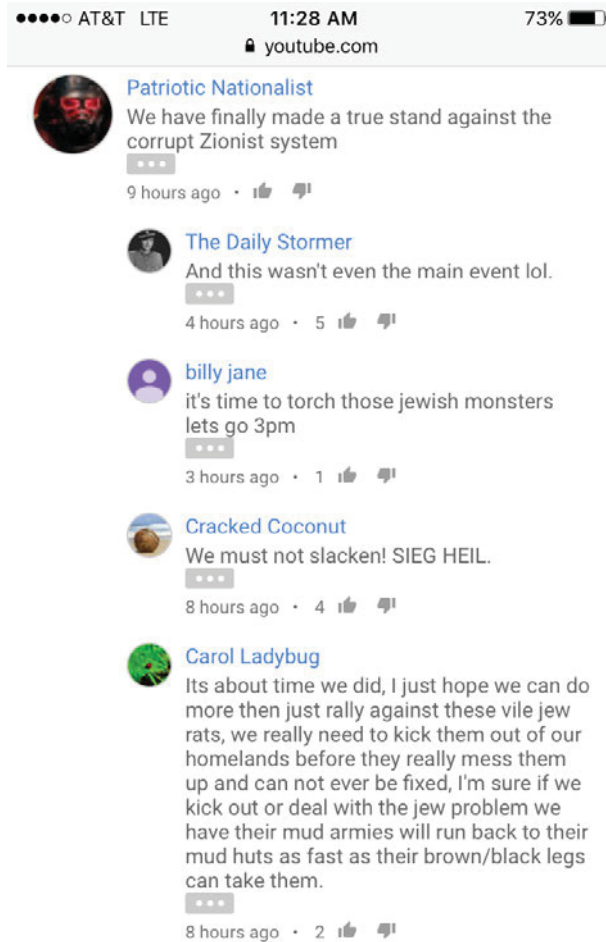 AT&T LTE 11:28 AM 73%
youtube.com
Patriotic Nationalist
We have finally made a true stand against the
corrupt Zionist system
9 hours ago •
The Daily Stormer
And this wasn't even the main event lol.
4 hours ago • 5
billy jane
it's time to torch those jewish monsters
lets go 3pm
3 hours ago • 1
Cracked Coconut
We must not slacken! SIEG HEIL.
8 hours ago • 4
Carol Ladybug
Its about time we did, I just hope we can do
more then just rally against these vile jew
rats, we really need to kick them out of our
homelands before they really mess them
up and can not ever be fixed, I'm sure if we
kick out or deal with the jew problem we
have their mud armies will run back to their
mud huts as fast as their brown/black legs
can take them.
8 hours ago • 2